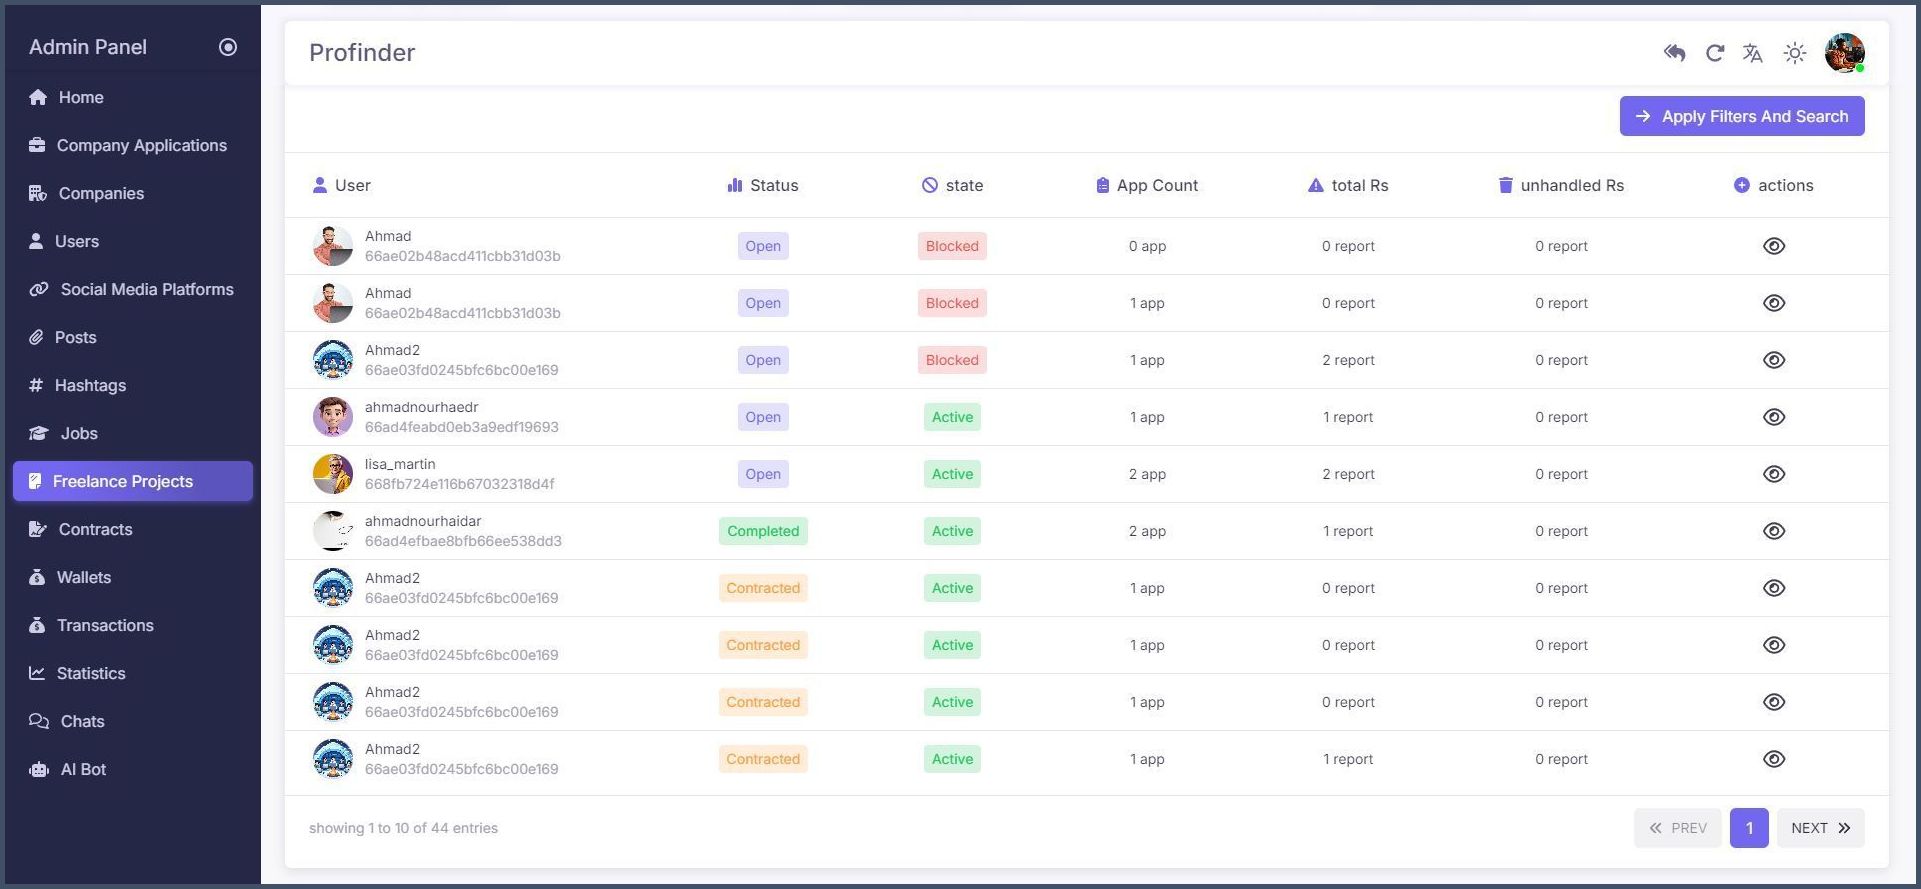 Admin Panel
Home
Company Applications
Companies
Users
Social Media Platforms
Posts
Hashtags
Jobs
Freelance Projects
Contracts
Wallets
Transactions
Statistics
Chats
AI Bot
Profinder
Apply Filters And Search
User Status state App Count total Rs unhandled Rs actions
Ahmad
66ae02b48acd411cbb31d03b Open Blocked 0 app 0 report 0 report
Ahmad
66ae02b48acd411cbb31d03b Open Blocked 1 app 0 report 0 report
Ahmad2
66ae03fd0245bfc6bc00e169 Open Blocked 1 app 2 report 0 report
ahmadnourhaedr
66ad4feabd0eb3a9edf19693 Open Active 1 app 1 report 0 report
lisa_martin
668fb724e116b67032318d4f Open Active 2 app 2 report 0 report
ahmadnourhaidar
66ad4efbae8bfb66ee538dd3 Completed Active 2 app 1 report 0 report
Ahmad2
66ae03fd0245bfc6bc00e169 Contracted Active 1 app 0 report 0 report
Ahmad2
66ae03fd0245bfc6bc00e169 Contracted Active 1 app 0 report 0 report
Ahmad2
66ae03fd0245bfc6bc00e169 Contracted Active 1 app 0 report 0 report
Ahmad2
66ae03fd0245bfc6bc00e169 Contracted Active 1 app 1 report 0 report
showing 1 to 10 of 44 entries
PREV 1 NEXT